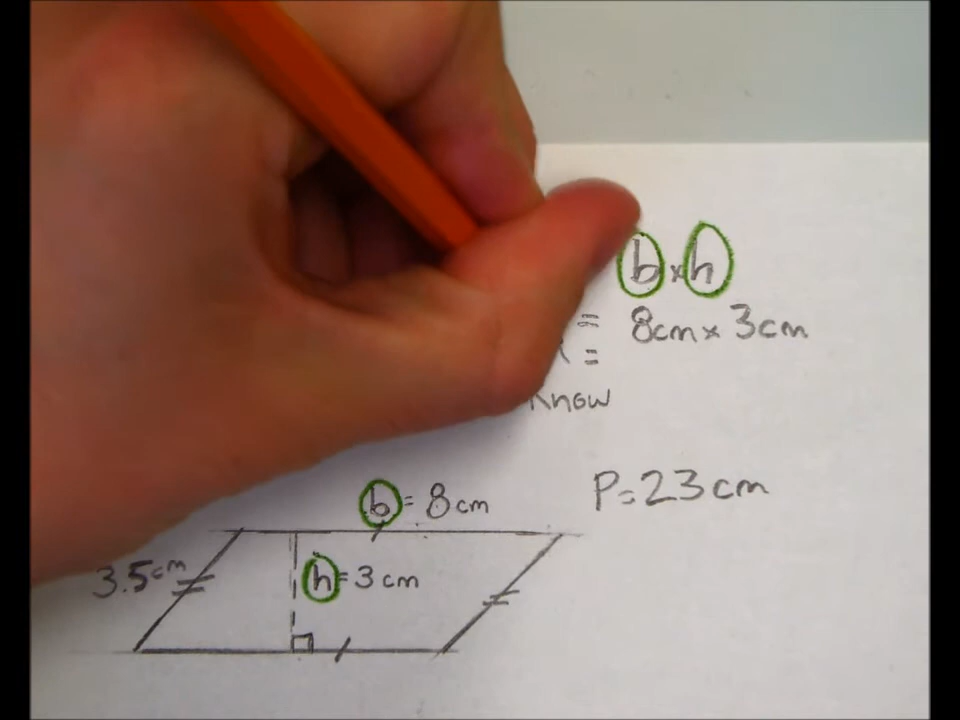 b×h
= 8cm × 3cm
=
Know
P=23cm
b=8cm
3.5cm
h=3cm